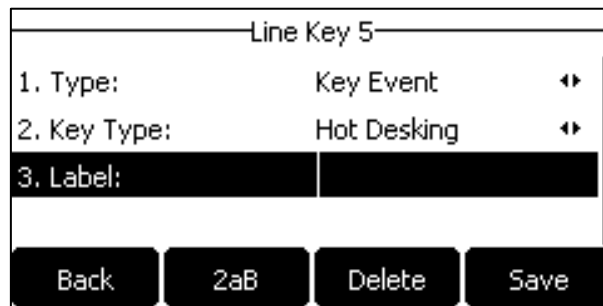 Line Key 5
1. Type: Key Event
2. Key Type: Hot Desking
3. Label:
Back 2aB Delete Save